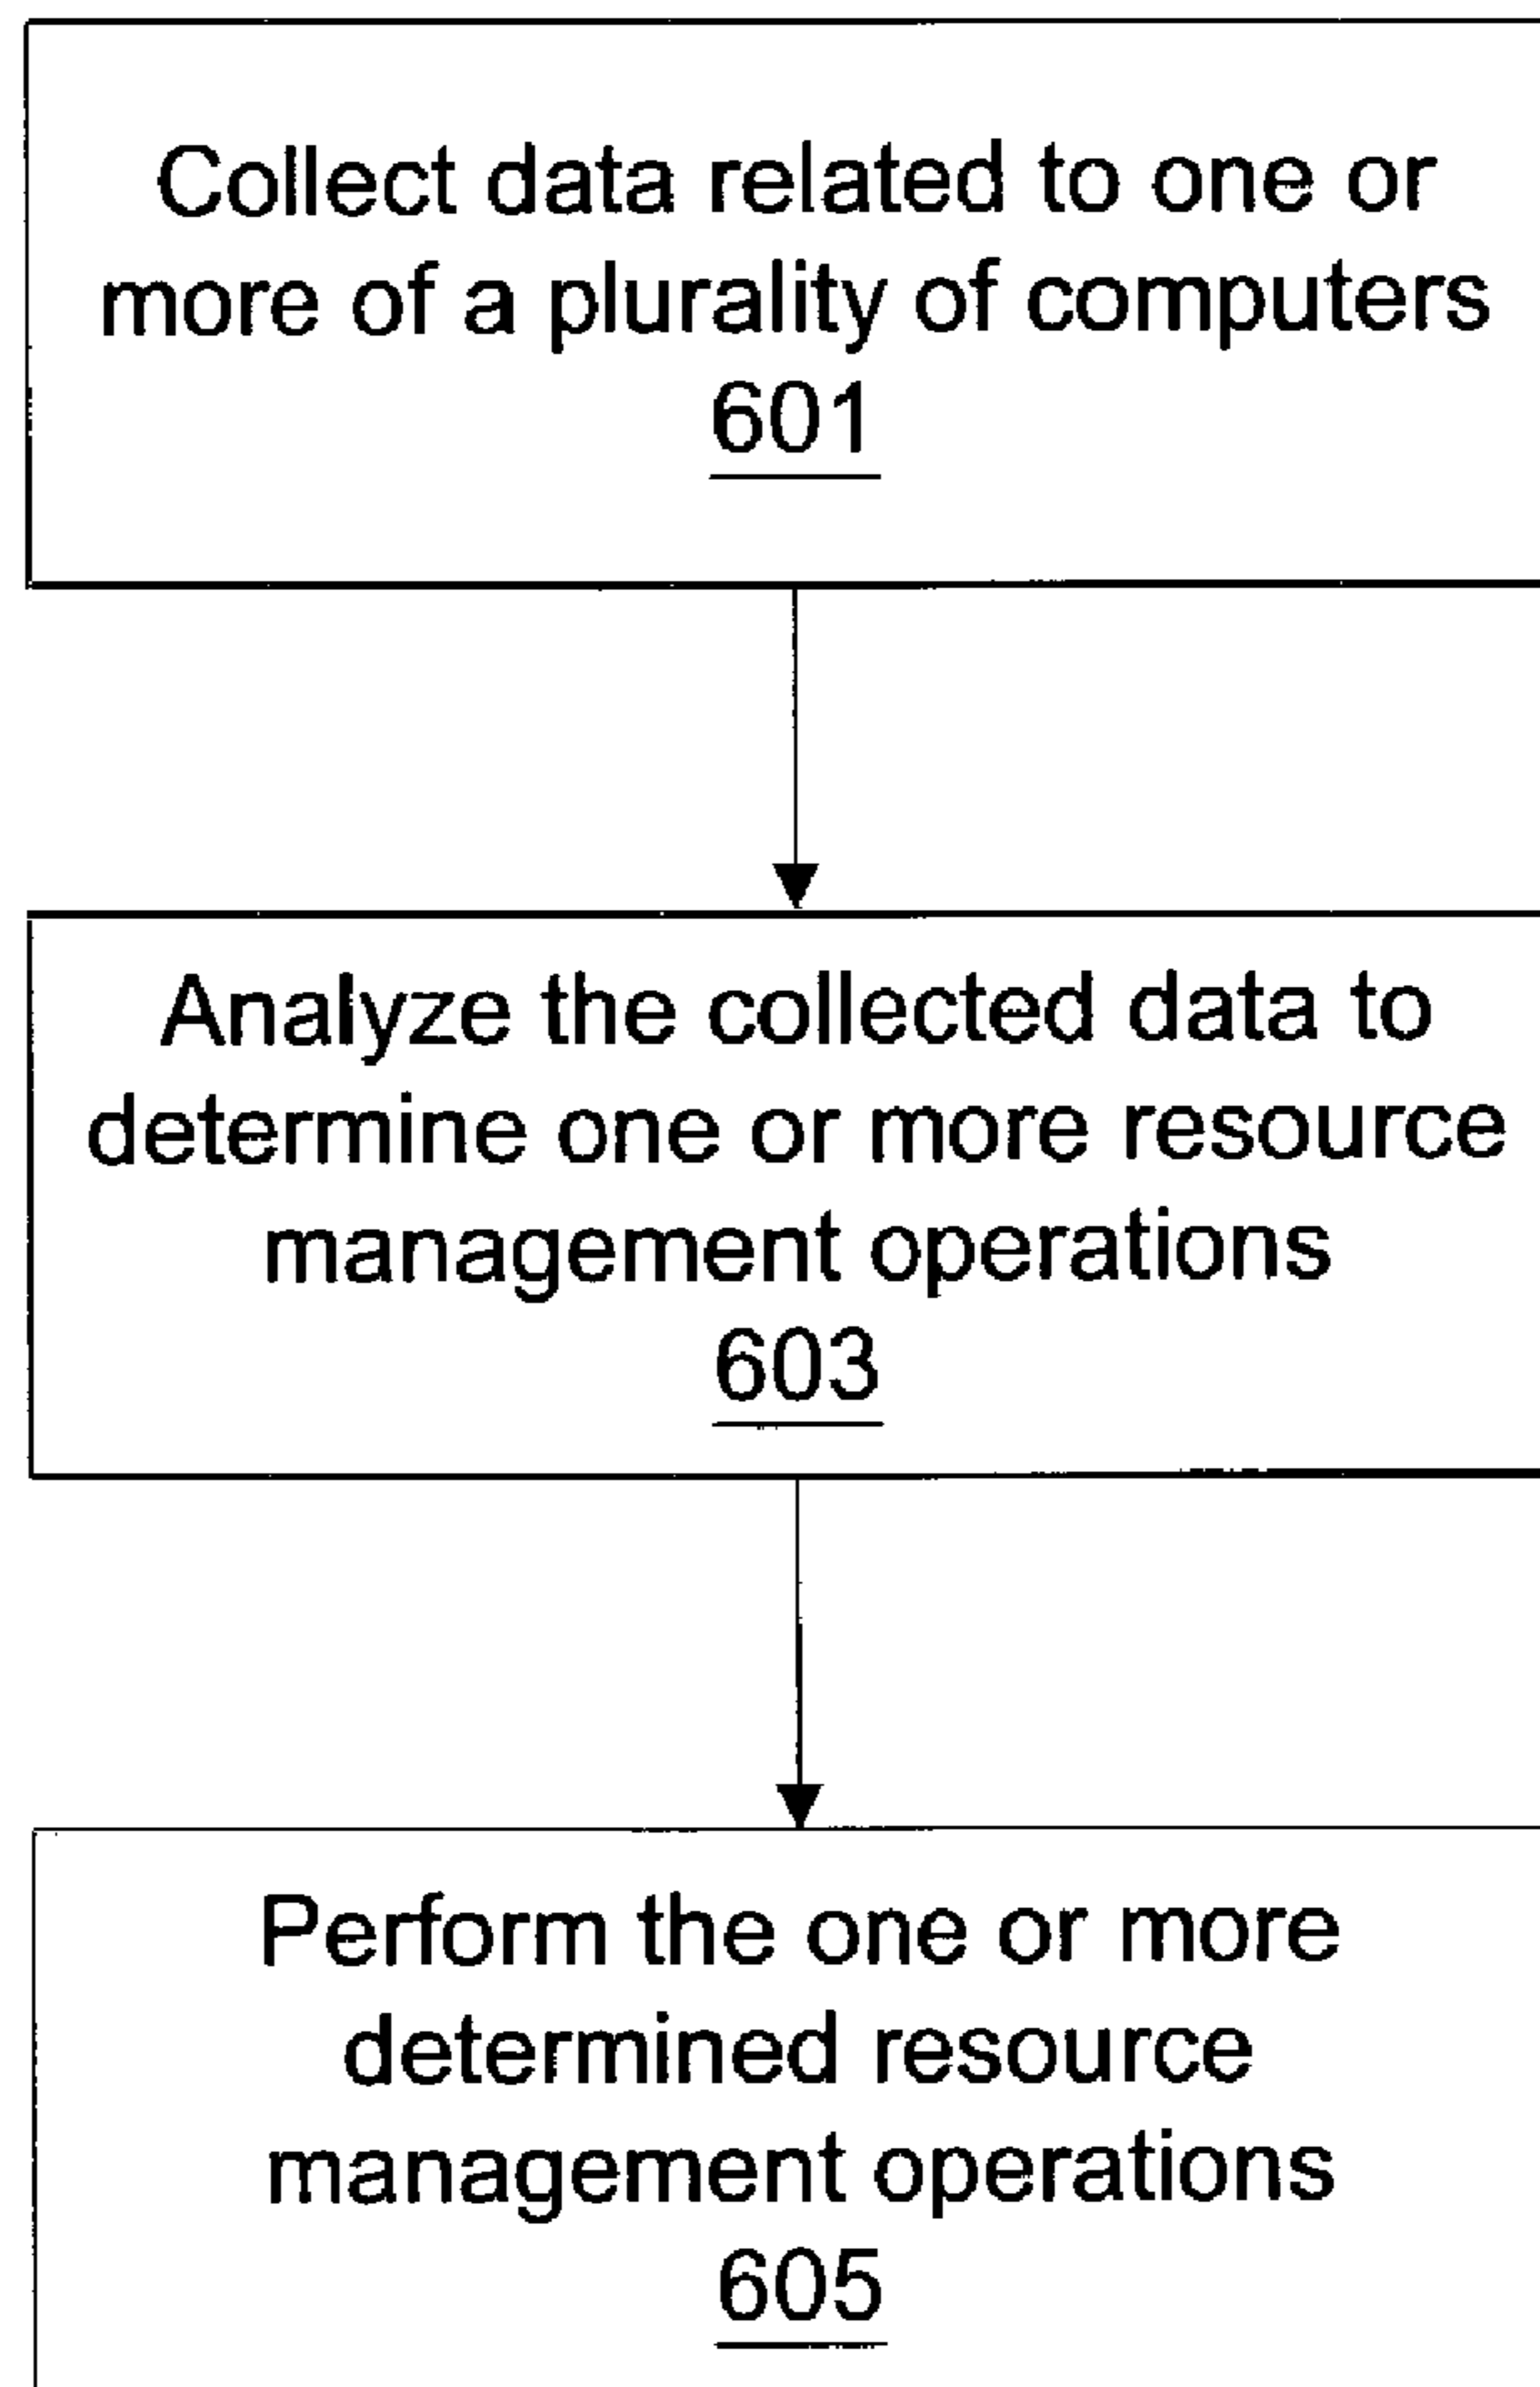 Collect data related to one or
more of a plurality of computers
601
Analyze the collected data to
determine one or more resource
management operations
603
Perform the one or more
determined resource
management operations
605